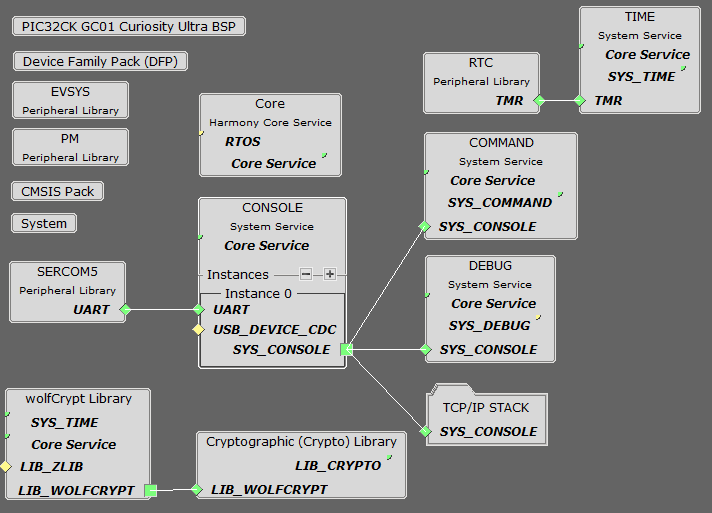 PIC32CK GC01 Curiosity Ultra BSP
Device Family Pack (DFP)
EVSYS
Peripheral Library
PM
Peripheral Library
CMSIS Pack
System
SERCOM5
Peripheral Library
UART
Core
Harmony Core Service
RTOS
Core Service
CONSOLE
System Service
Core Service
Instances
Instance 0
UART
USB_DEVICE_CDC
SYS_CONSOLE
RTC
Peripheral Library
TMR
TIME
System Service
Core Service
SYS_TIME
TMR
COMMAND
System Service
Core Service
SYS_COMMAND
SYS_CONSOLE
DEBUG
System Service
Core Service
SYS_DEBUG
SYS_CONSOLE
TCP/IP STACK
SYS_CONSOLE
wolfCrypt Library
SYS_TIME
Core Service
LIB_ZLIB
LIB_WOLFCRYPT
Cryptographic (Crypto) Library
LIB_CRYPTO
LIB_WOLFCRYPT